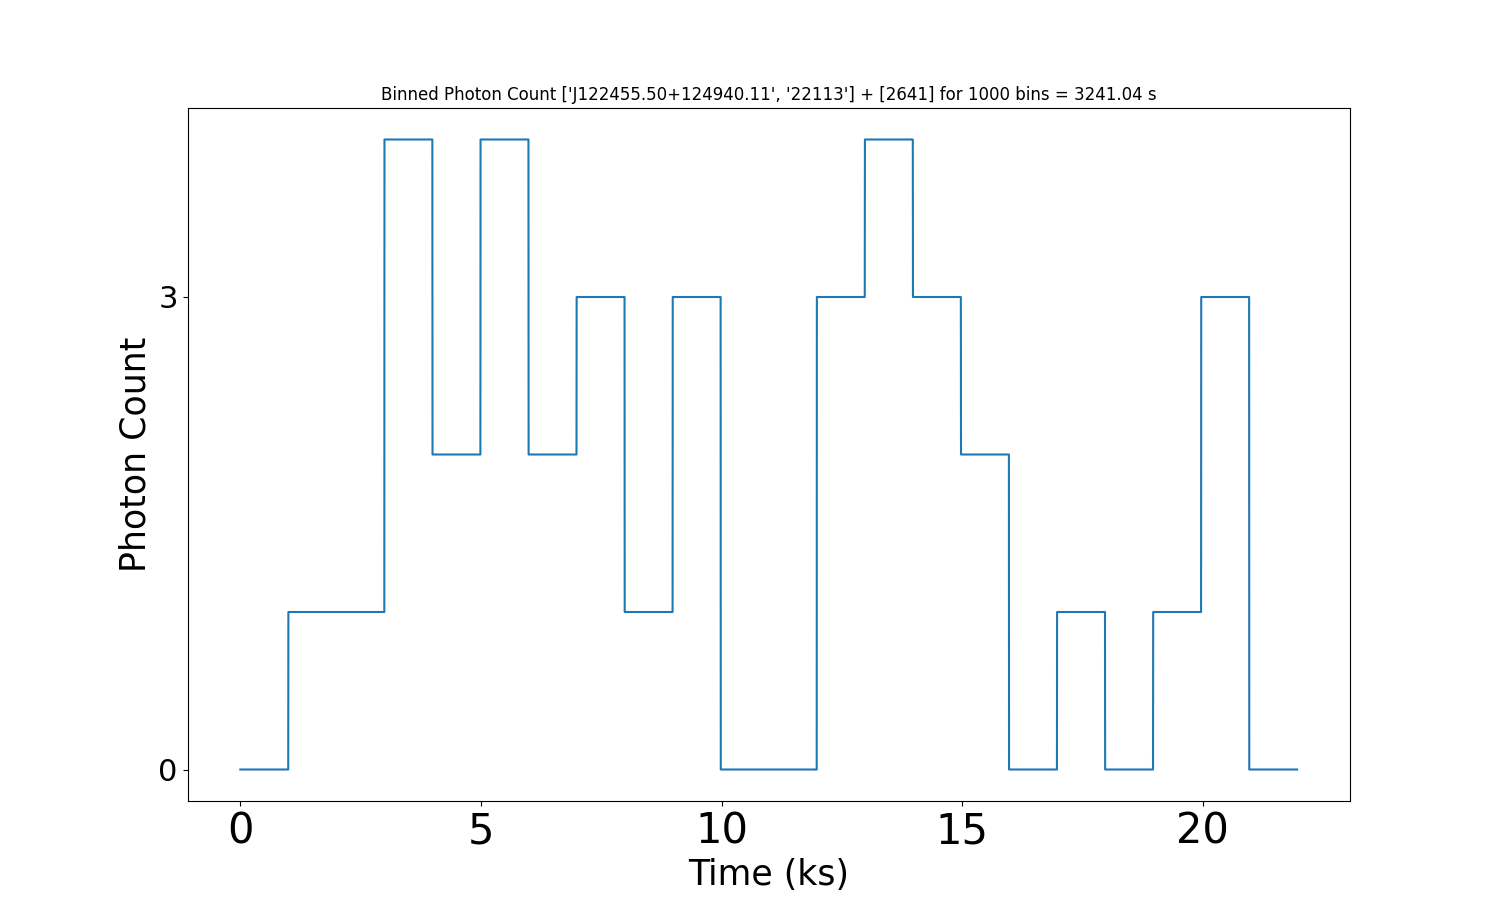 Binned Photon Count ['J122455.50+124940.11', '22113'] + [2641] for 1000 bins = 3241.04 s
3
Photon Count
0
0 5 10 15 20
Time (ks)